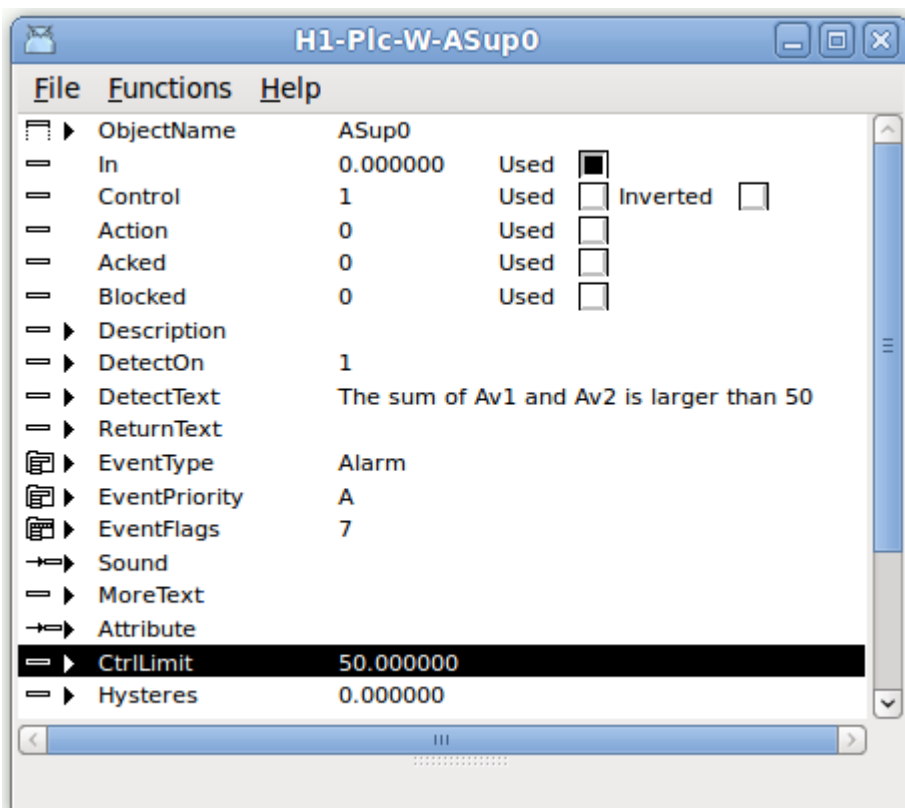 H1-Plc-W-ASup0
File Functions Help
ObjectName ASup0
In 0.000000 Used
Control 1 Used Inverted
Action 0 Used
Acked 0 Used
Blocked 0 Used
Description
DetectOn 1
DetectText The sum of Av1 and Av2 is larger than 50
ReturnText
EventType Alarm
EventPriority A
EventFlags 7
Sound
MoreText
Attribute
CtrlLimit 50.000000
Hysteres 0.000000